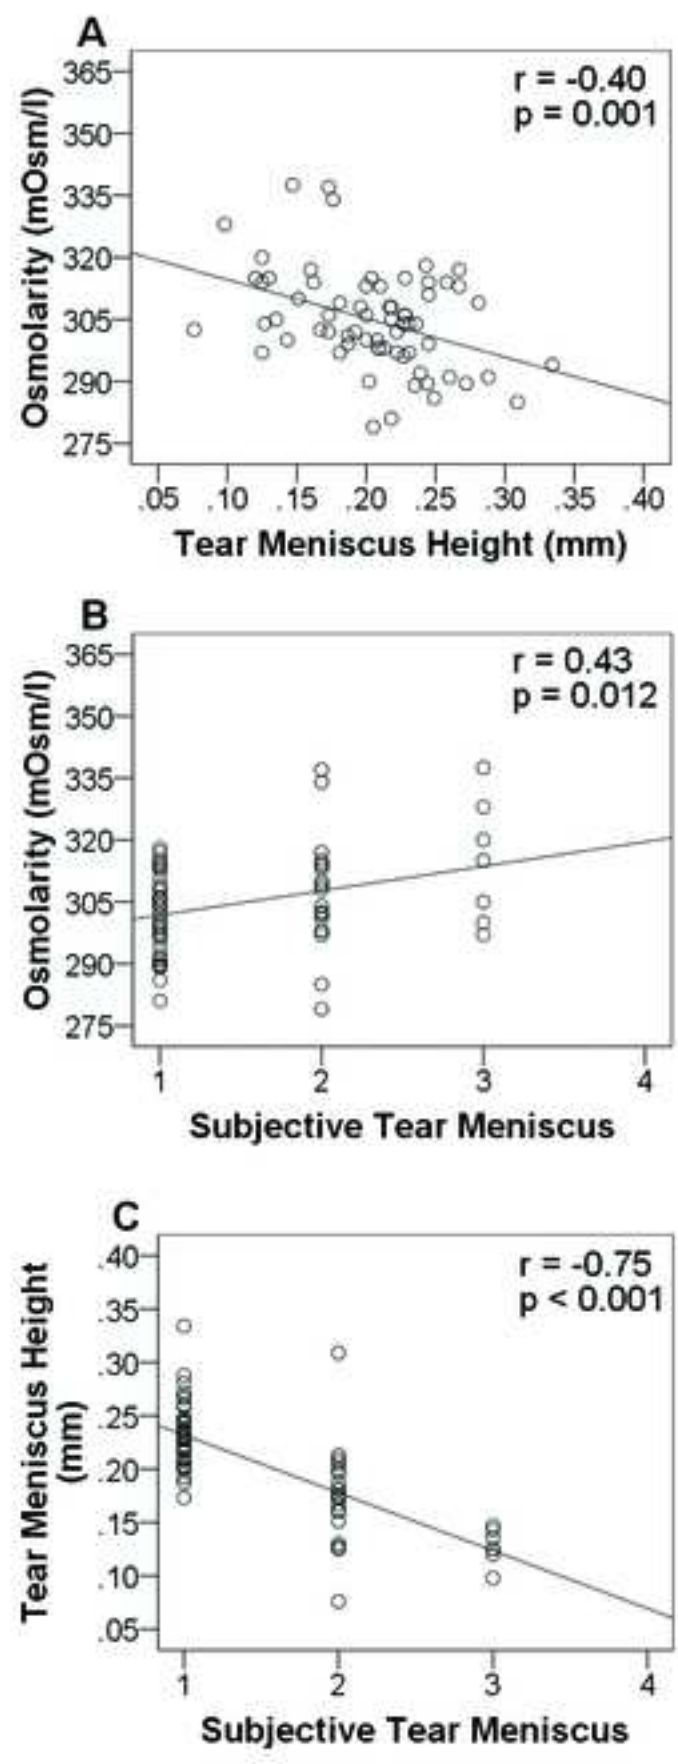 A
r = -0.40
p = 0.001
Osmolarity (mOsm/l)
365
350
335
320
305
290
275
.05 .10 .15 .20 .25 .30 .35 .40
Tear Meniscus Height (mm)
B
r = 0.43
p = 0.012
Osmolarity (mOsm/l)
365
350
335
320
305
290
275
1 2 3 4
Subjective Tear Meniscus
C
r = -0.75
p < 0.001
Tear Meniscus Height
(mm)
.40
.35
.30
.25
.20
.15
.10
.05
1 2 3 4
Subjective Tear Meniscus